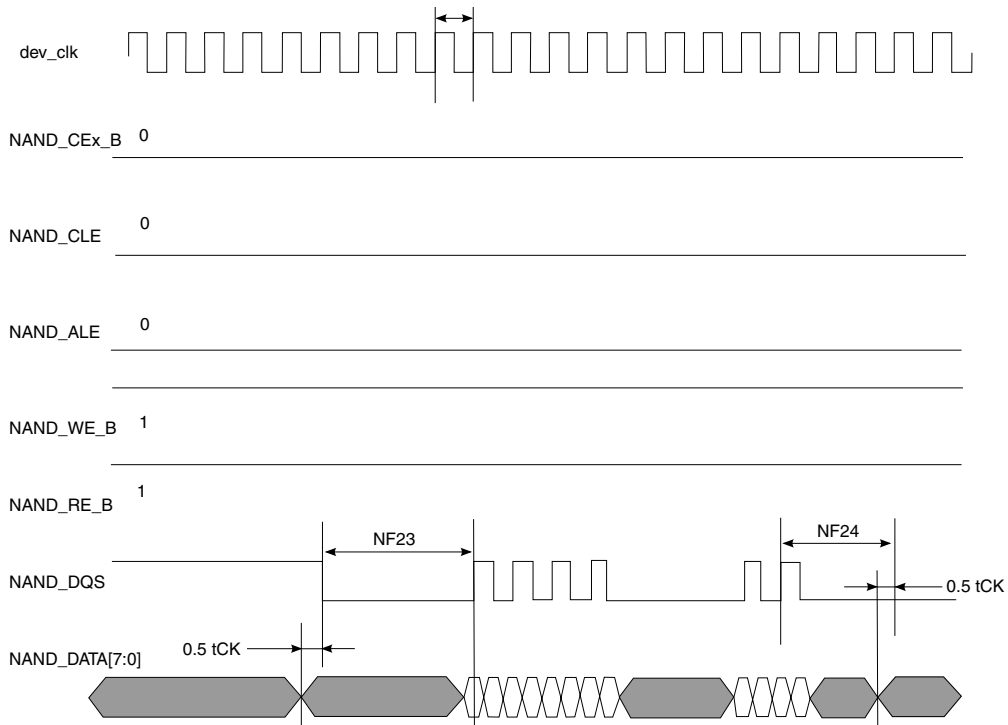 dev_clk
NAND_CEx_B 0
NAND_CLE 0
NAND_ALE 0
NAND_WE_B 1
NAND_RE_B 1
NF23
NF24
NAND_DQS
0.5 tCK
0.5 tCK
NAND_DATA[7:0]